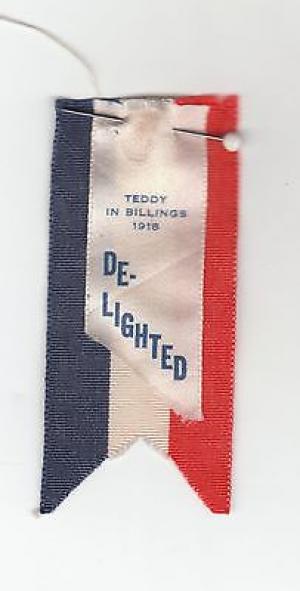 TEDDY
IN BILLINGS
1918
DE-
LIGHTED